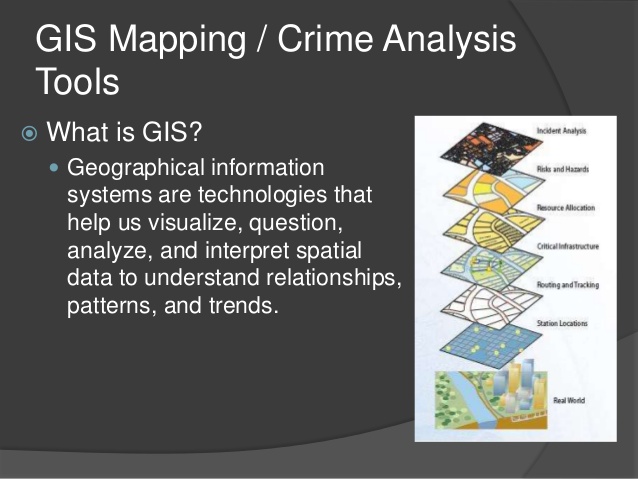 GIS Mapping / Crime Analysis
Tools
What is GIS?
Geographical information
systems are technologies that
help us visualize, question,
analyze, and interpret spatial
data to understand relationships,
patterns, and trends.
Incident Analysis
Risks and Hazards
Resource Allocation
Critical Infrastructure
Routing and Tracking
Station Locations
Real World